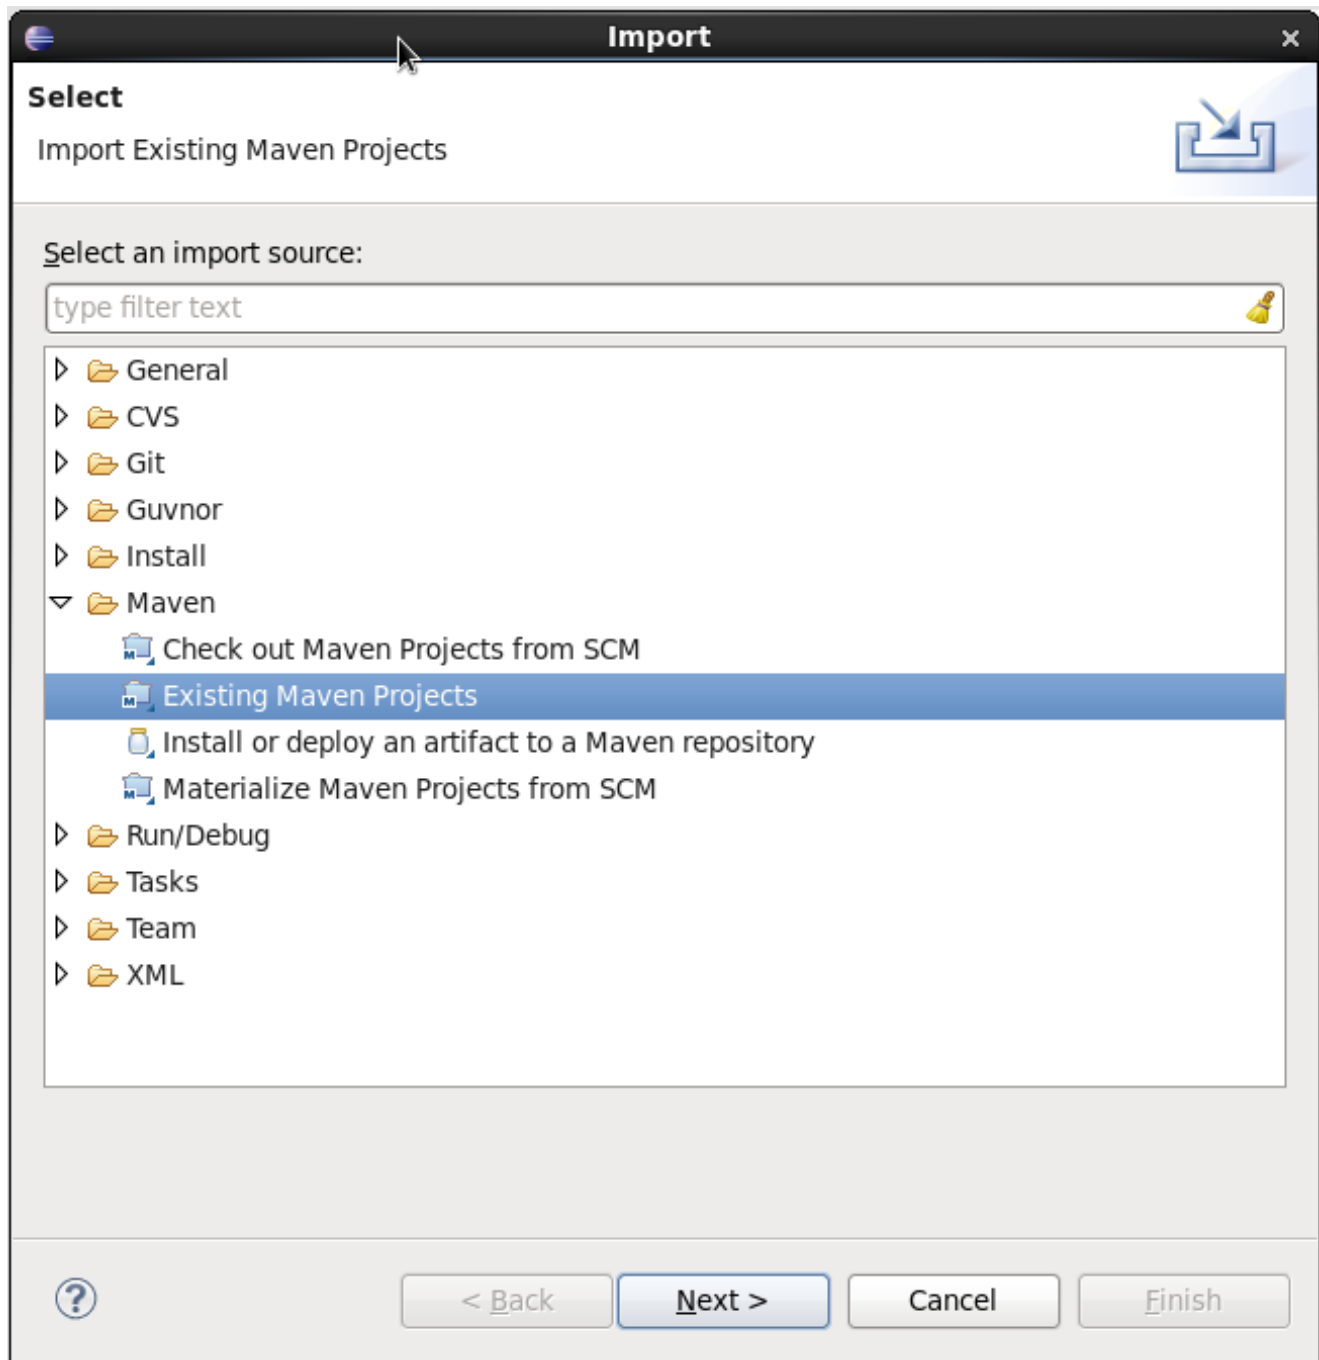 Import
Select
Import Existing Maven Projects
Select an import source:
type filter text
General
CVS
Git
Guvnor
Install
Maven
Check out Maven Projects from SCM
Existing Maven Projects
Install or deploy an artifact to a Maven repository
Materialize Maven Projects from SCM
Run/Debug
Tasks
Team
XML
< Back Next > Cancel Finish